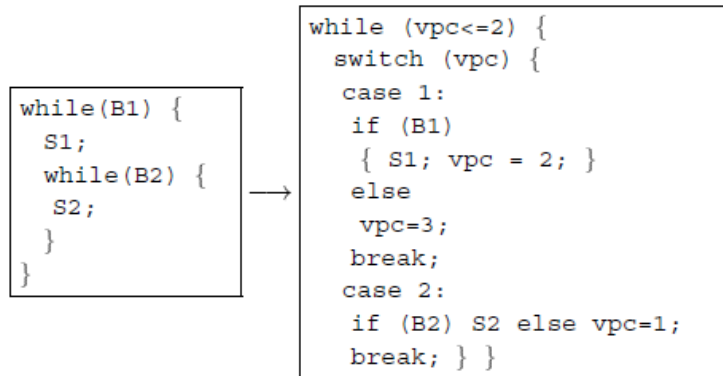 while(B1) {
S1;
while(B2) {
S2;
}
}
⟶
while (vpc<=2) {
switch (vpc) {
case 1:
if (B1)
{ S1; vpc = 2; }
else
vpc=3;
break;
case 2:
if (B2) S2 else vpc=1;
break; } }